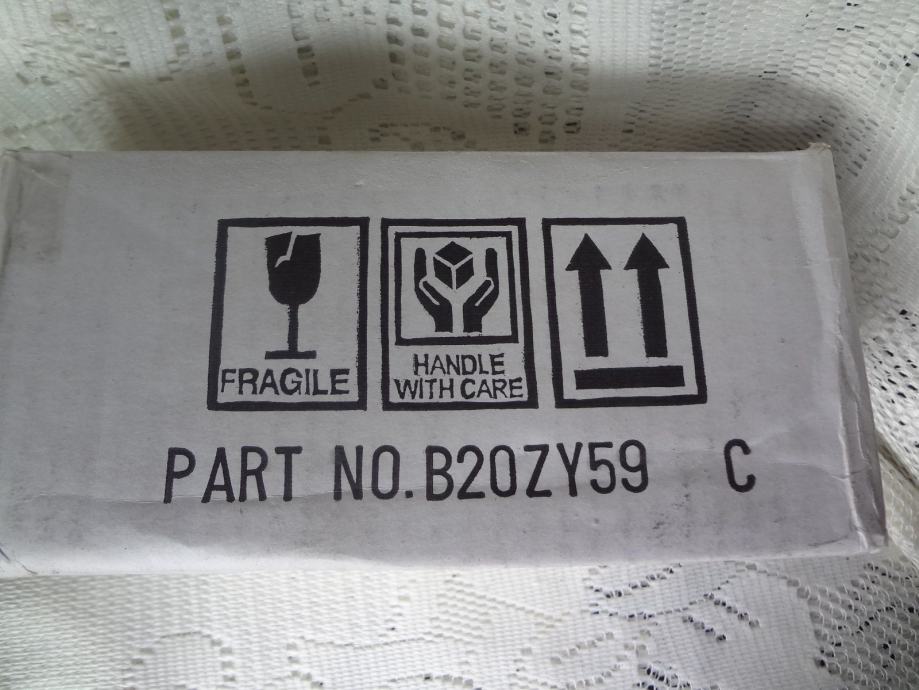 FRAGILE
HANDLE
WITH CARE
PART NO.B20ZY59 C